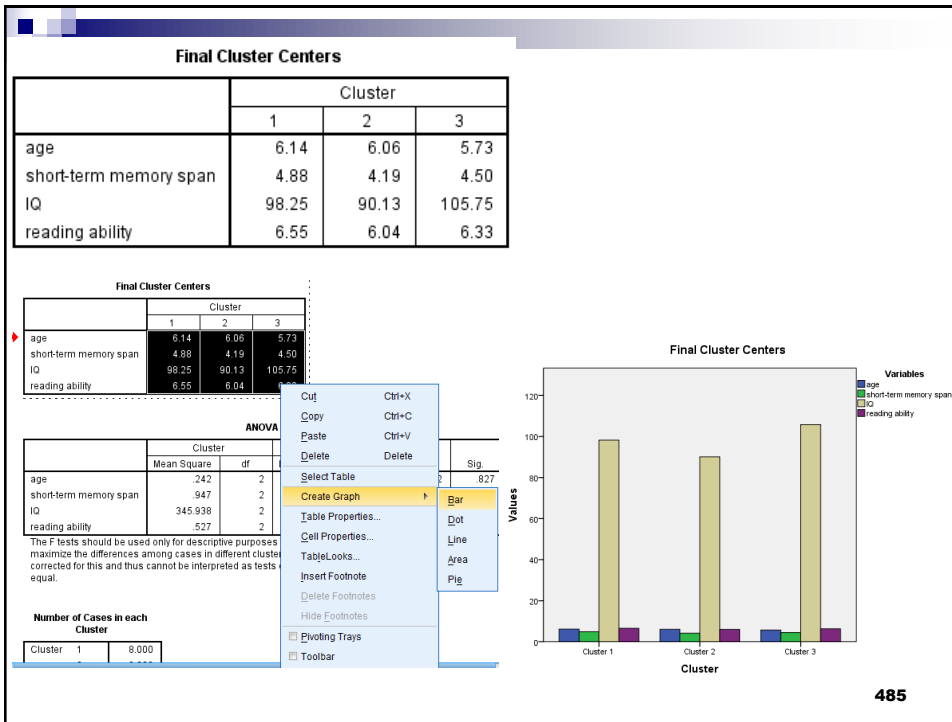 Final Cluster Centers
Cluster
1 2 3
age 6.14 6.06 5.73
short-term memory span 4.88 4.19 4.50
IQ 98.25 90.13 105.75
reading ability 6.55 6.04 6.33
Final Cluster Centers
Cluster
1 2 3
age 6.14 6.06 5.73
short-term memory span 4.88 4.19 4.50
IQ 98.25 90.13 105.75
reading ability 6.55 6.04
Cut Ctrl+X
Copy Ctrl+C
Paste Ctrl+V
Delete Delete
Select Table
Create Graph
Table Properties...
Cell Properties...
TableLooks...
Insert Footnote
Delete Footnotes
Hide Footnotes
Pivoting Trays
Toolbar
Bar
Dot
Line
Area
Pie
ANOVA
Cluster
Mean Square df Sig.
age .242 2 .827
short-term memory span .947 2
IQ 345.938 2
reading ability .527 2
The F tests should be used only for descriptive purposes
maximize the differences among cases in different cluster
corrected for this and thus cannot be interpreted as tests
equal.
Number of Cases in each
Cluster
Cluster 1 8.000
Final Cluster Centers
Variables
age
short-term memory span
IQ
reading ability
Values
120
100
80
60
40
20
0
Cluster 1 Cluster 2 Cluster 3
Cluster
485